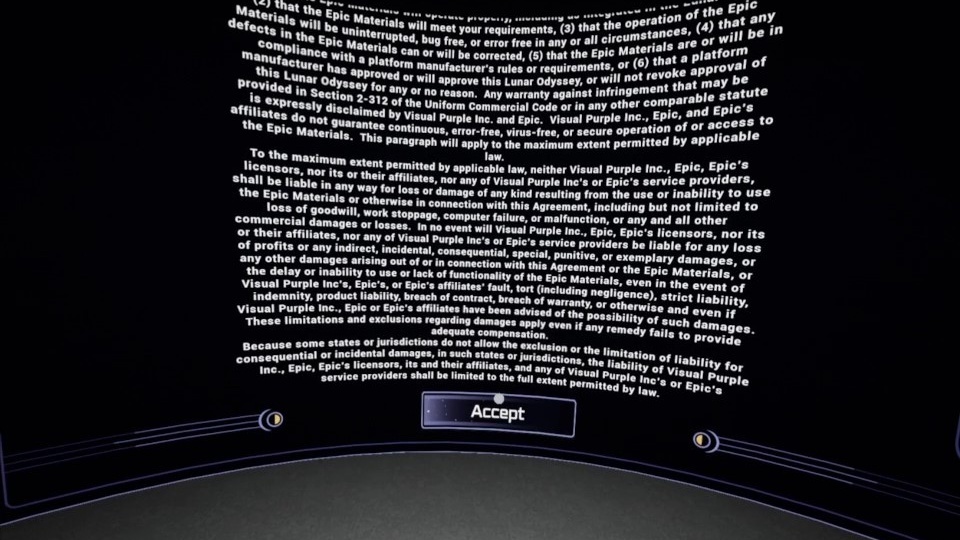 Epic Materials will operate properly, including as integrated in the
(2) that the Epic Materials will meet your requirements, (3) that the operation of the Epic
Materials will be uninterrupted, bug free, or error free in any or all circumstances, (4) that any
defects in the Epic Materials can or will be corrected, (5) that the Epic Materials are or will be in
compliance with a platform manufacturer's rules or requirements, or (6) that a platform
manufacturer has approved or will approve this Lunar Odyssey, or will not revoke approval of
this Lunar Odyssey for any or no reason.  Any warranty against infringement that may be
provided in Section 2-312 of the Uniform Commercial Code or in any other comparable statute
is expressly disclaimed by Visual Purple Inc. and Epic.  Visual Purple Inc., Epic, and Epic's
affiliates do not guarantee continuous, error-free, virus-free, or secure operation of or access to
the Epic Materials.  This paragraph will apply to the maximum extent permitted by applicable
law.
To the maximum extent permitted by applicable law, neither Visual Purple Inc., Epic, Epic's
licensors, nor its or their affiliates, nor any of Visual Purple Inc's or Epic's service providers,
shall be liable in any way for loss or damage of any kind resulting from the use or inability to use
the Epic Materials or otherwise in connection with this Agreement, including but not limited to
loss of goodwill, work stoppage, computer failure, or malfunction, or any and all other
commercial damages or losses.  In no event will Visual Purple Inc., Epic, Epic's licensors, nor its
or their affiliates, nor any of Visual Purple Inc's or Epic's service providers be liable for any loss
of profits or any indirect, incidental, consequential, special, punitive, or exemplary damages, or
any other damages arising out of or in connection with this Agreement or the Epic Materials, or
the delay or inability to use or lack of functionality of the Epic Materials, even in the event of
Visual Purple Inc's, Epic's, or Epic's affiliates' fault, tort (including negligence), strict liability,
indemnity, product liability, breach of contract, breach of warranty, or otherwise and even if
Visual Purple Inc., Epic or Epic's affiliates have been advised of the possibility of such damages.
These limitations and exclusions regarding damages apply even if any remedy fails to provide
adequate compensation.
Because some states or jurisdictions do not allow the exclusion or the limitation of liability for
consequential or incidental damages, in such states or jurisdictions, the liability of Visual Purple
Inc., Epic, Epic's licensors, its and their affiliates, and any of Visual Purple Inc's or Epic's
service providers shall be limited to the full extent permitted by law.
Accept